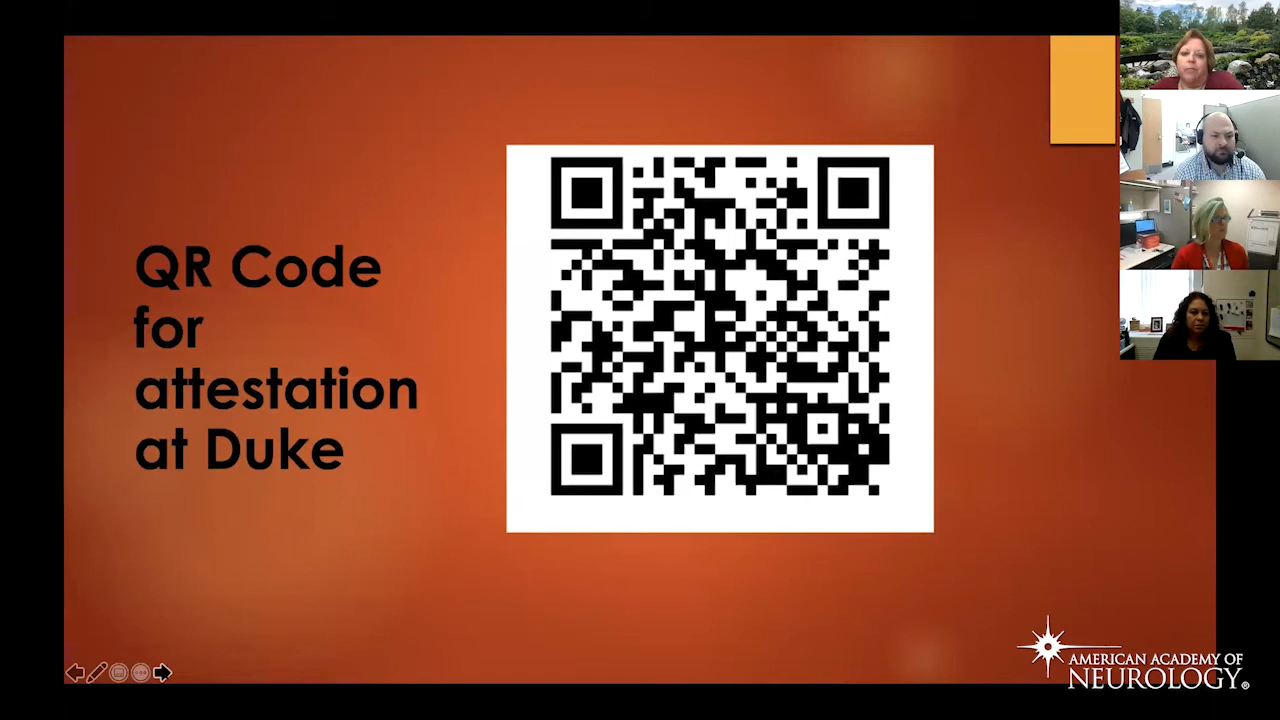 QR Code
for
attestation
at Duke
AMERICAN ACADEMY OF
NEUROLOGY®